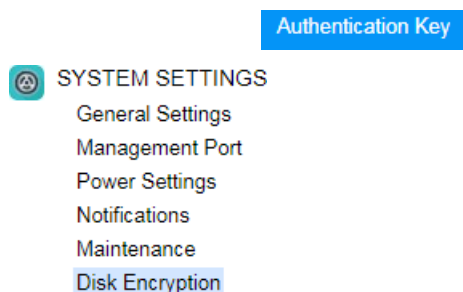 Authentication Key
SYSTEM SETTINGS
General Settings
Management Port
Power Settings
Notifications
Maintenance
Disk Encryption